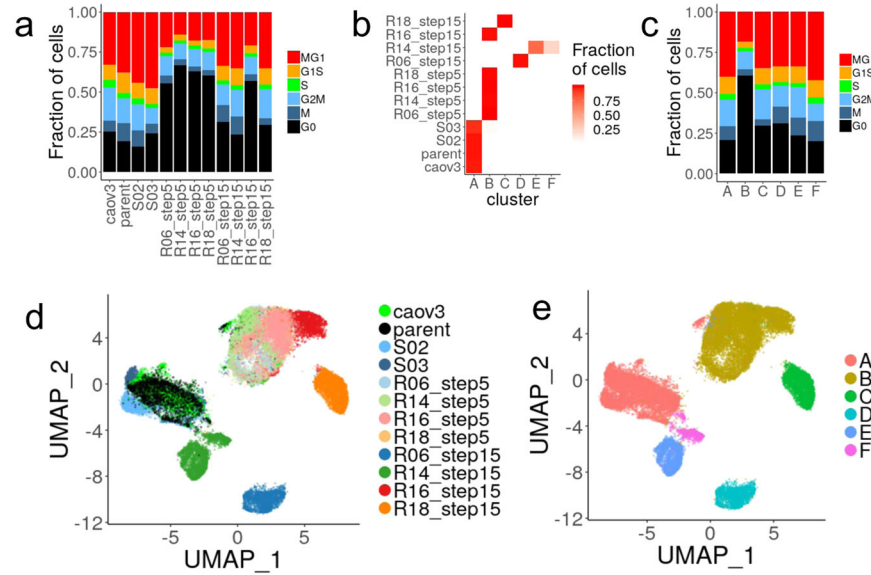 a
1.00
0.75
0.50
0.25
0.00
Fraction of cells
caov3
parent
S02
S03
R06_step5
R14_step5
R16_step5
R18_step5
R06_step15
R14_step15
R16_step15
R18_step15
MG1
G1S
S
G2M
M
G0
b
R18_step15
R16_step15
R14_step15
R06_step15
R18_step5
R16_step5
R14_step5
R06_step5
S03
S02
parent
caov3
A B C D E F
cluster
Fraction
of cells
0.75
0.50
0.25
c
1.00
0.75
0.50
0.25
0.00
Fraction of cells
A B C D E F
MG1
G1S
S
G2M
M
G0
d
4
0
-4
-8
-12
UMAP_2
-5 0 5
UMAP_1
caov3
parent
S02
S03
R06_step5
R14_step5
R16_step5
R18_step5
R06_step15
R14_step15
R16_step15
R18_step15
e
4
0
-4
-8
-12
UMAP_2
-5 0 5
UMAP_1
A
B
C
D
E
F